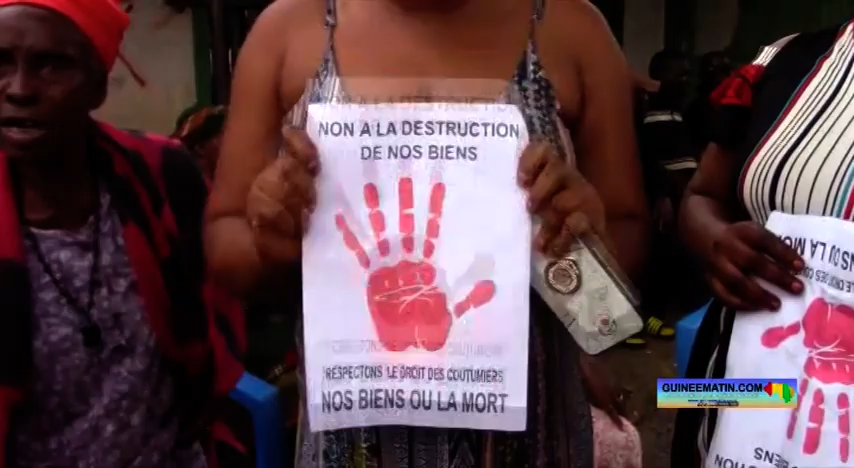 NON A LA DESTRUCTION
DE NOS BIENS
RESPECTONS LE DROIT DES COUTUMIERS
NOS BIENS OU LA MORT
GUINEEMATIN.COM